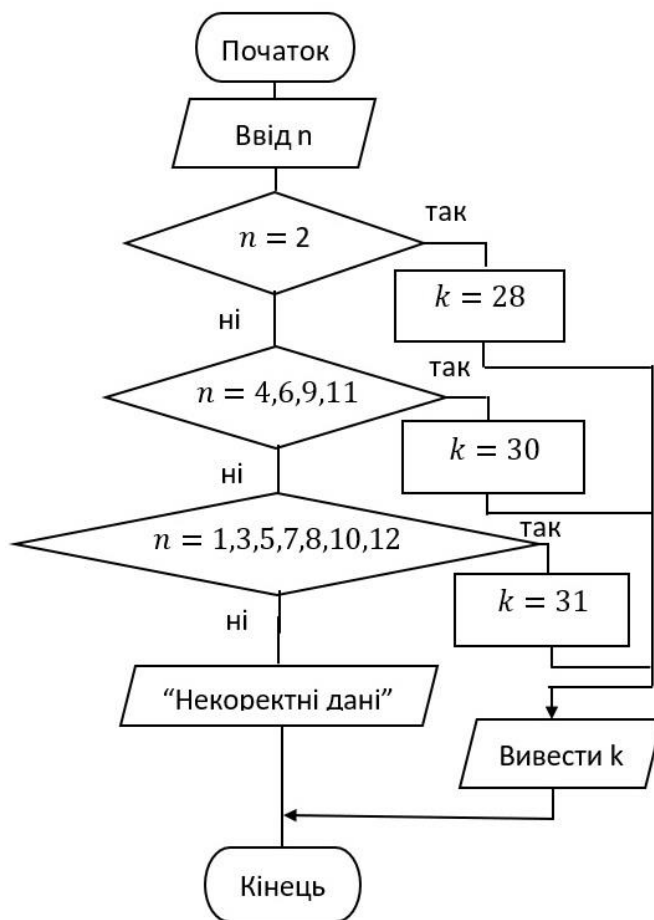 Початок
Ввід n
n = 2
так
k = 28
ні
так
n = 4,6,9,11
k = 30
ні
так
n = 1,3,5,7,8,10,12
k = 31
ні
“Некоректні дані”
Вивести k
Кінець